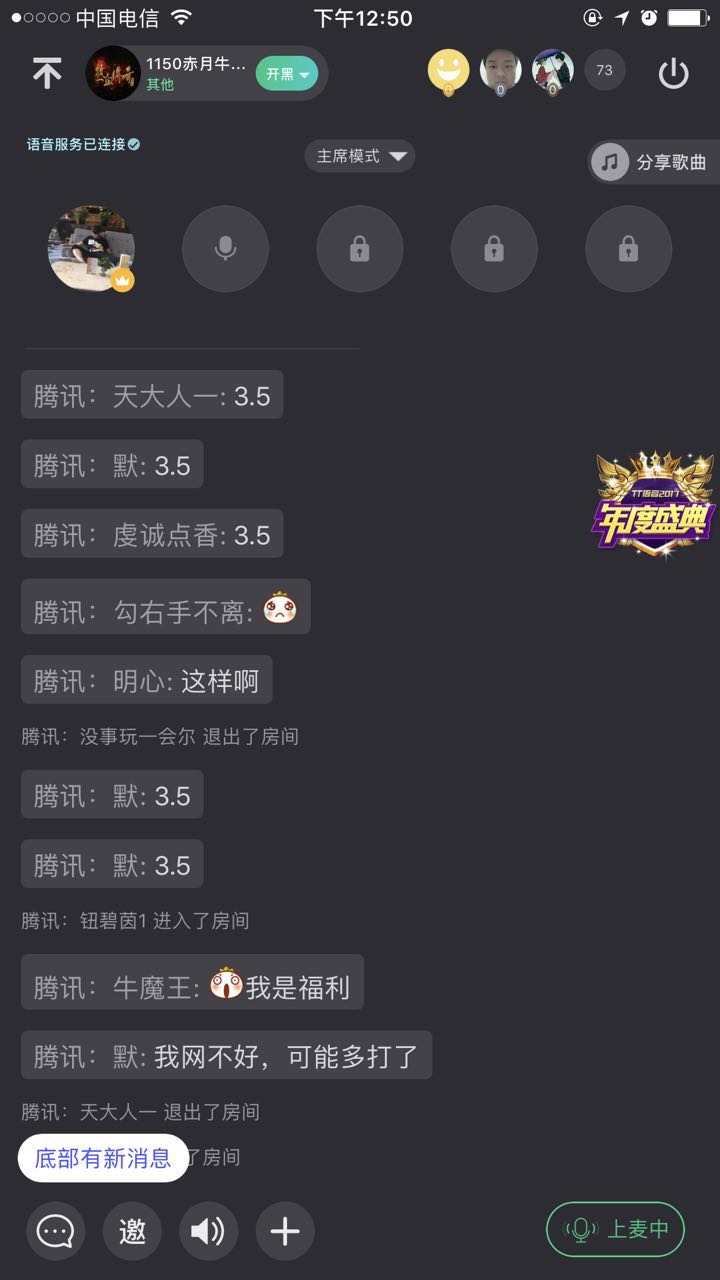 中国电信
下午12:50
1150赤月牛...
其他
开黑
0
0
0
73
语音服务已连接
主席模式
分享歌曲
腾讯：天大人一: 3.5
腾讯：默: 3.5
TT语音2017
年度盛典
腾讯：虔诚点香: 3.5
腾讯：勾右手不离:
腾讯：明心: 这样啊
腾讯：没事玩一会尔 退出了房间
腾讯：默: 3.5
腾讯：默: 3.5
腾讯：钮碧茵1 进入了房间
腾讯：牛魔王: 我是福利
腾讯：默: 我网不好，可能多打了
腾讯：天大人一 退出了房间
底部有新消息
了房间
邀
上麦中